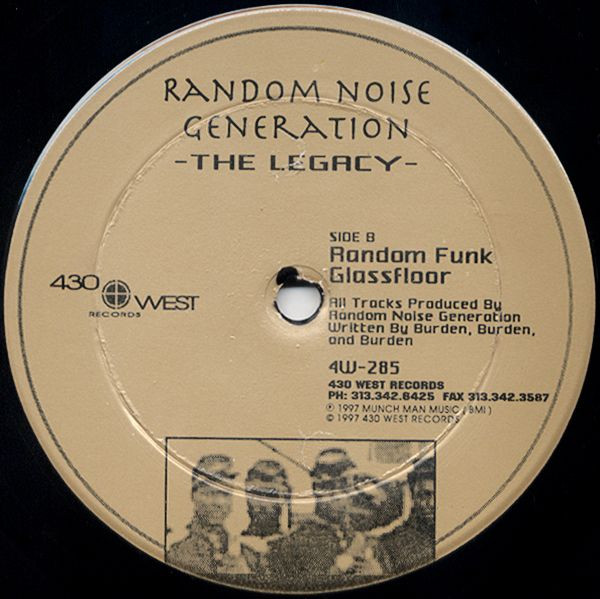 RANDOM NOISE
GENERATION
-THE LEGACY-
SIDE B
Random Funk
Glassfloor
430 WEST
RECORDS
All Tracks Produced By
Random Noise Generation
Written By Burden, Burden,
and Burden
4W-285
430 WEST RECORDS
PH: 313.342.6425 FAX 313.342.3587
℗ 1997 MUNCH MAN MUSIC (BMI)
© 1997 430 WEST RECORDS